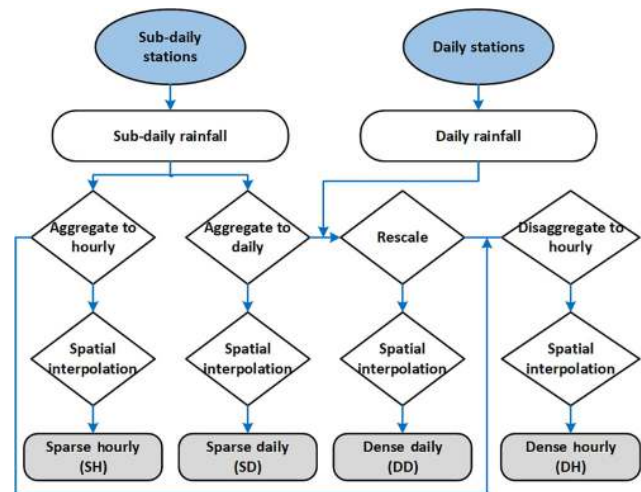 Sub-daily
stations
Daily stations
Sub-daily rainfall
Daily rainfall
Aggregate to
hourly
Aggregate to
daily
Rescale
Disaggregate to
hourly
Spatial
interpolation
Spatial
interpolation
Spatial
interpolation
Spatial
interpolation
Sparse hourly
(SH)
Sparse daily
(SD)
Dense daily
(DD)
Dense hourly
(DH)